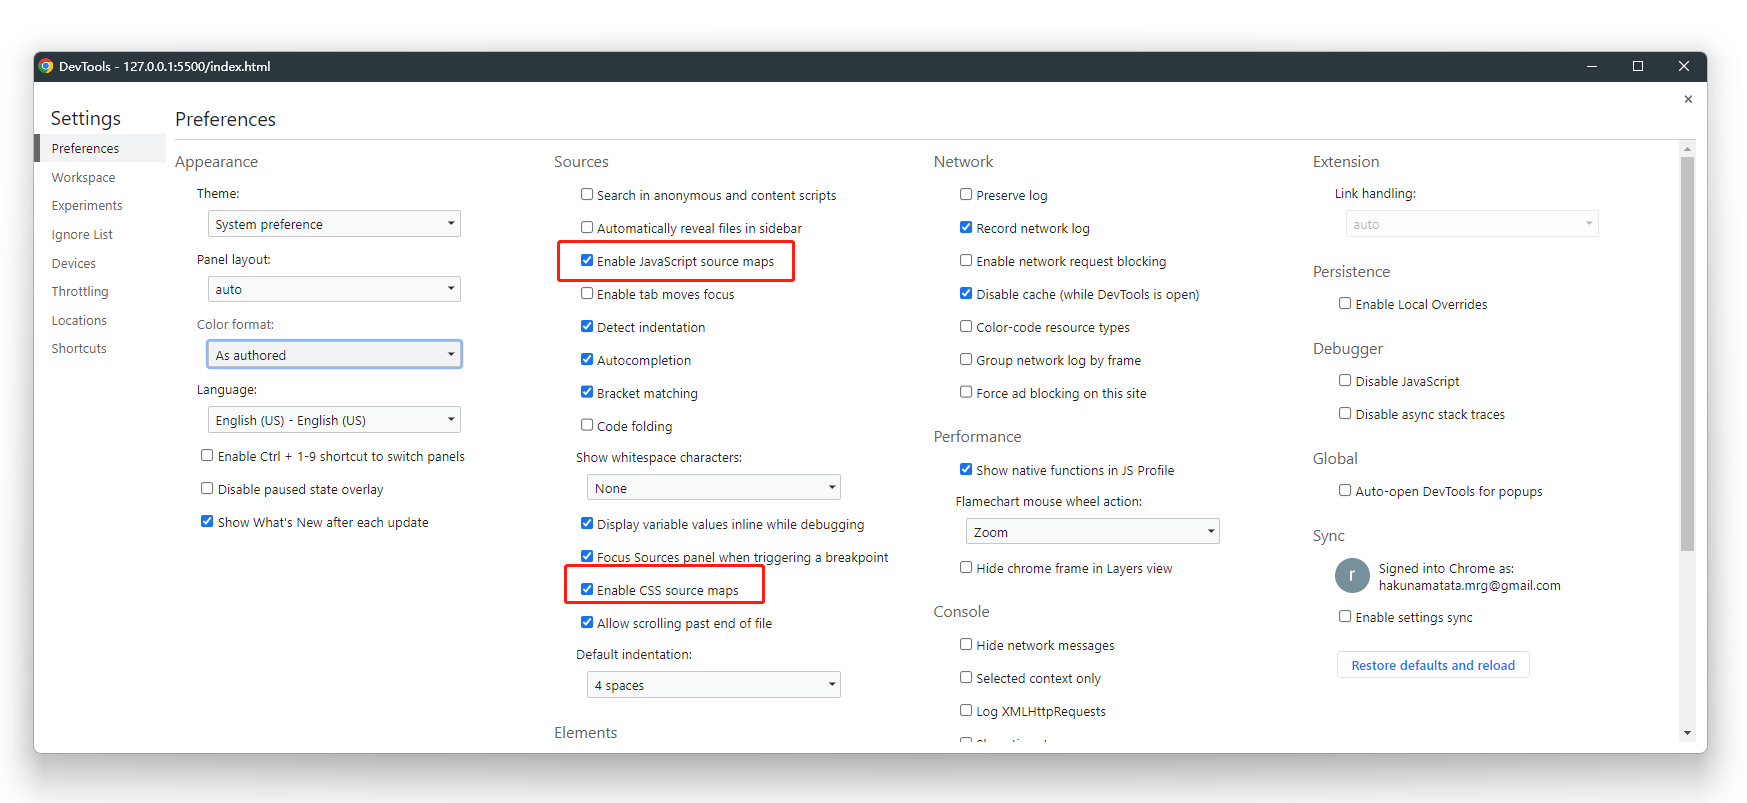 DevTools - 127.0.0.1:5500/index.html
Settings
Preferences
Workspace
Experiments
Ignore List
Devices
Throttling
Locations
Shortcuts
Preferences
Appearance
Theme:
System preference
Panel layout:
auto
Color format:
As authored
Language:
English (US) - English (US)
Enable Ctrl + 1-9 shortcut to switch panels
Disable paused state overlay
Show What's New after each update
Sources
Search in anonymous and content scripts
Automatically reveal files in sidebar
Enable JavaScript source maps
Enable tab moves focus
Detect indentation
Autocompletion
Bracket matching
Code folding
Show whitespace characters:
None
Display variable values inline while debugging
Focus Sources panel when triggering a breakpoint
Enable CSS source maps
Allow scrolling past end of file
Default indentation:
4 spaces
Elements
Network
Preserve log
Record network log
Enable network request blocking
Disable cache (while DevTools is open)
Color-code resource types
Group network log by frame
Force ad blocking on this site
Performance
Show native functions in JS Profile
Flamechart mouse wheel action:
Zoom
Hide chrome frame in Layers view
Console
Hide network messages
Selected context only
Log XMLHttpRequests
Extension
Link handling:
auto
Persistence
Enable Local Overrides
Debugger
Disable JavaScript
Disable async stack traces
Global
Auto-open DevTools for popups
Sync
r
Signed into Chrome as:
hakunamatata.mrg@gmail.com
Enable settings sync
Restore defaults and reload